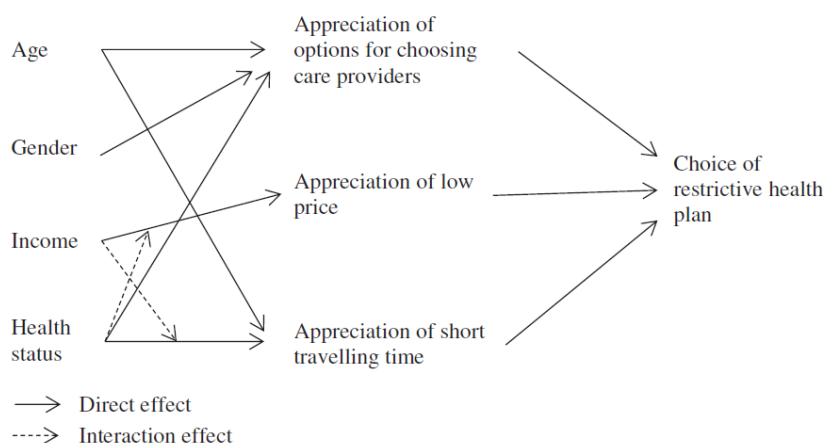 Age
Gender
Income
Health
status
Appreciation of
options for choosing
care providers
Appreciation of low
price
Appreciation of short
travelling time
Choice of
restrictive health
plan
Direct effect
Interaction effect